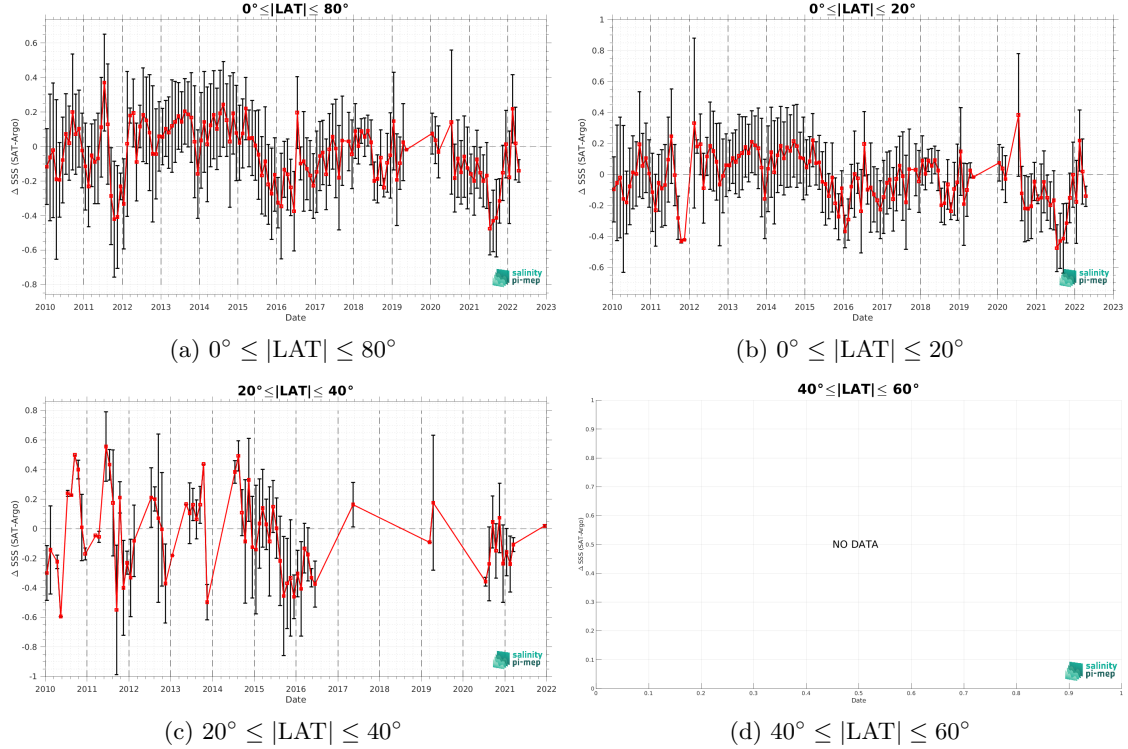 0°≤|LAT|≤ 80°
Δ SSS (SAT-Argo)
0.6
0.4
0.2
0
-0.2
-0.4
-0.6
-0.8
2010 2011 2012 2013 2014 2015 2016 2017 2018 2019 2020 2021 2022 2023
Date
salinity
pi-mep
(a) 0° ≤ |LAT| ≤ 80°
0°≤|LAT|≤ 20°
Δ SSS (SAT-Argo)
1
0.8
0.6
0.4
0.2
0
-0.2
-0.4
-0.6
2010 2011 2012 2013 2014 2015 2016 2017 2018 2019 2020 2021 2022 2023
Date
salinity
pi-mep
(b) 0° ≤ |LAT| ≤ 20°
20°≤|LAT|≤ 40°
Δ SSS (SAT-Argo)
0.8
0.6
0.4
0.2
0
-0.2
-0.4
-0.6
-0.8
-1
2010 2011 2012 2013 2014 2015 2016 2017 2018 2019 2020 2021 2022
Date
salinity
pi-mep
(c) 20° ≤ |LAT| ≤ 40°
40°≤|LAT|≤ 60°
Δ SSS (SAT-Argo)
1
0.9
0.8
0.7
0.6
0.5
0.4
0.3
0.2
0.1
0
NO DATA
0 0.1 0.2 0.3 0.4 0.5 0.6 0.7 0.8 0.9 1
Date
salinity
pi-mep
(d) 40° ≤ |LAT| ≤ 60°